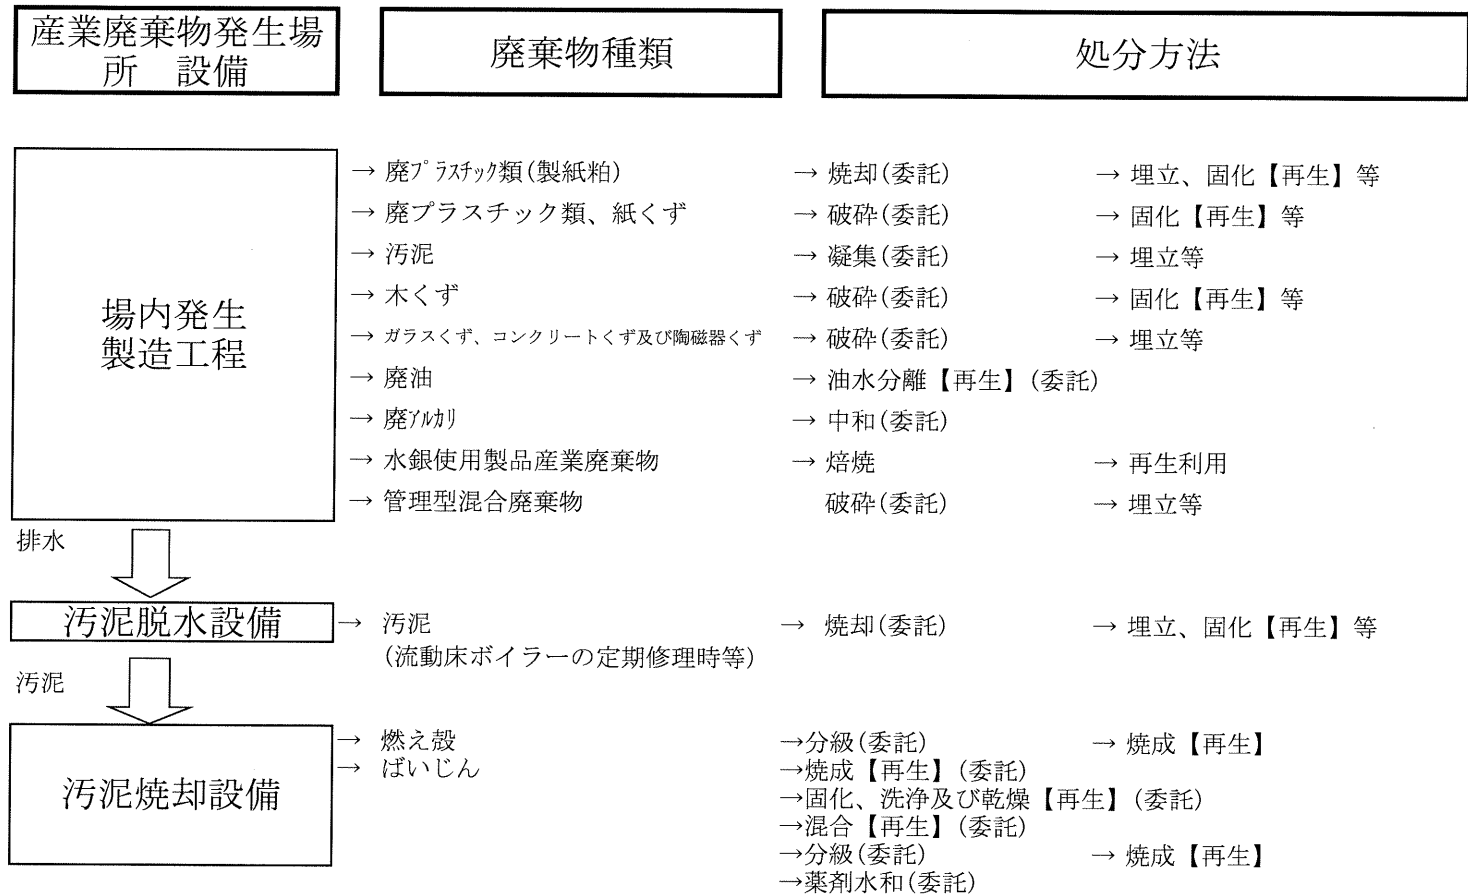 産業廃棄物発生場
所　設備
廃棄物種類
処分方法
場内発生
製造工程
→ 廃ﾌﾟﾗｽﾁｯｸ類(製紙粕) → 焼却(委託) → 埋立、固化【再生】等
→ 廃プラスチック類、紙くず → 破砕(委託) → 固化【再生】等
→ 汚泥 → 凝集(委託) → 埋立等
→ 木くず → 破砕(委託) → 固化【再生】等
→ ガラスくず、コンクリートくず及び陶磁器くず → 破砕(委託) → 埋立等
→ 廃油 → 油水分離【再生】(委託)
→ 廃ｱﾙｶﾘ → 中和(委託)
→ 水銀使用製品産業廃棄物 → 焙焼 → 再生利用
→ 管理型混合廃棄物 破砕(委託) → 埋立等
排水
汚泥脱水設備 → 汚泥 → 焼却(委託) → 埋立、固化【再生】等
(流動床ボイラーの定期修理時等)
汚泥
汚泥焼却設備
→ 燃え殻 →分級(委託) → 焼成【再生】
→ ばいじん →焼成【再生】(委託)
→固化、洗浄及び乾燥【再生】(委託)
→混合【再生】(委託)
→分級(委託) → 焼成【再生】
→薬剤水和(委託)